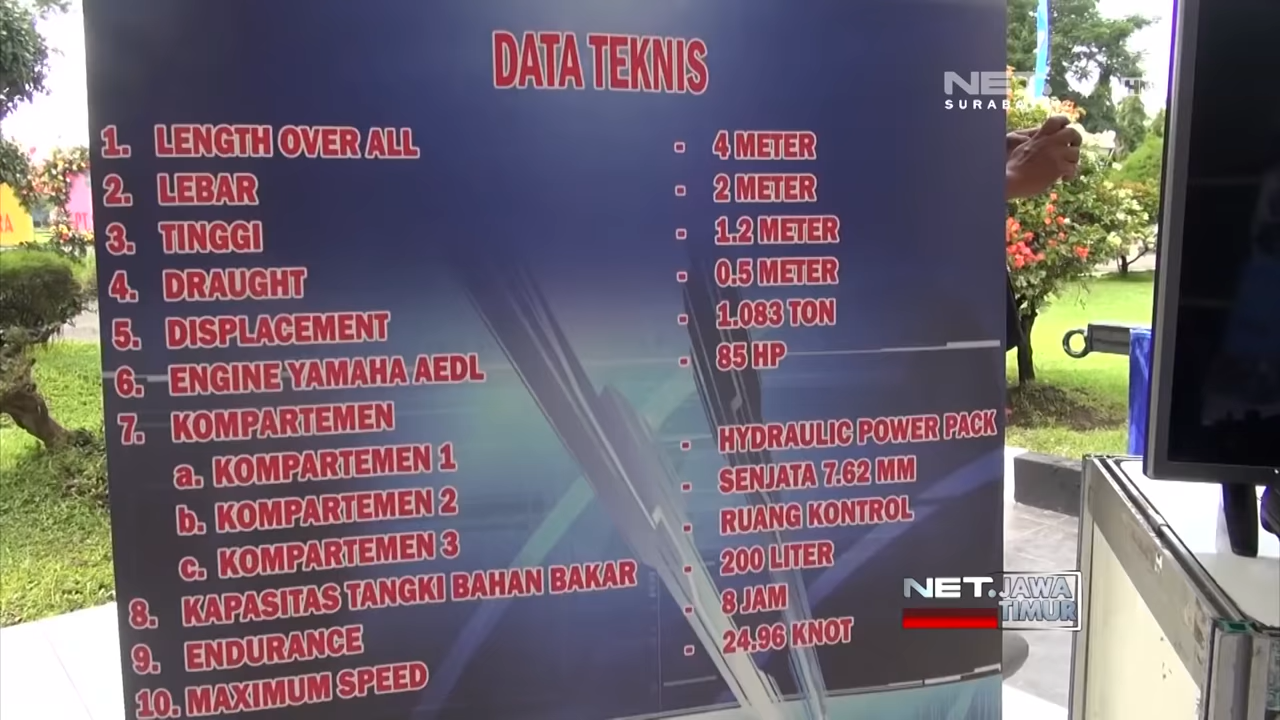 DATA TEKNIS
NET.
SURABA
1. LENGTH OVER ALL - 4 METER
2. LEBAR - 2 METER
3. TINGGI - 1.2 METER
4. DRAUGHT - 0.5 METER
5. DISPLACEMENT - 1.083 TON
6. ENGINE YAMAHA AEDL - 85 HP
7. KOMPARTEMEN
a. KOMPARTEMEN 1 - HYDRAULIC POWER PACK
b. KOMPARTEMEN 2 - SENJATA 7.62 MM
c. KOMPARTEMEN 3 - RUANG KONTROL
8. KAPASITAS TANGKI BAHAN BAKAR - 200 LITER
9. ENDURANCE - 8 JAM
10. MAXIMUM SPEED - 24.96 KNOT
NET. JAWA
TIMUR